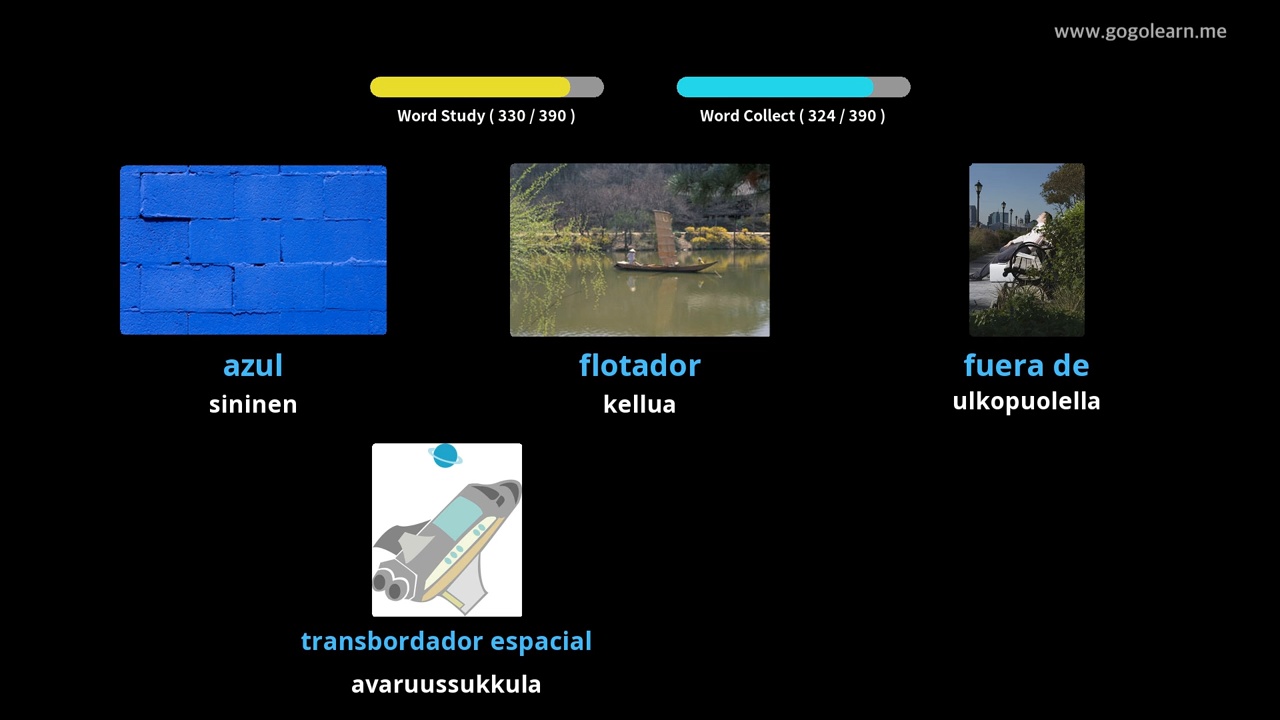 www.gogolearn.me
Word Study ( 330 / 390 )
Word Collect ( 324 / 390 )
azul
sininen
flotador
kellua
fuera de
ulkopuolella
transbordador espacial
avaruussukkula